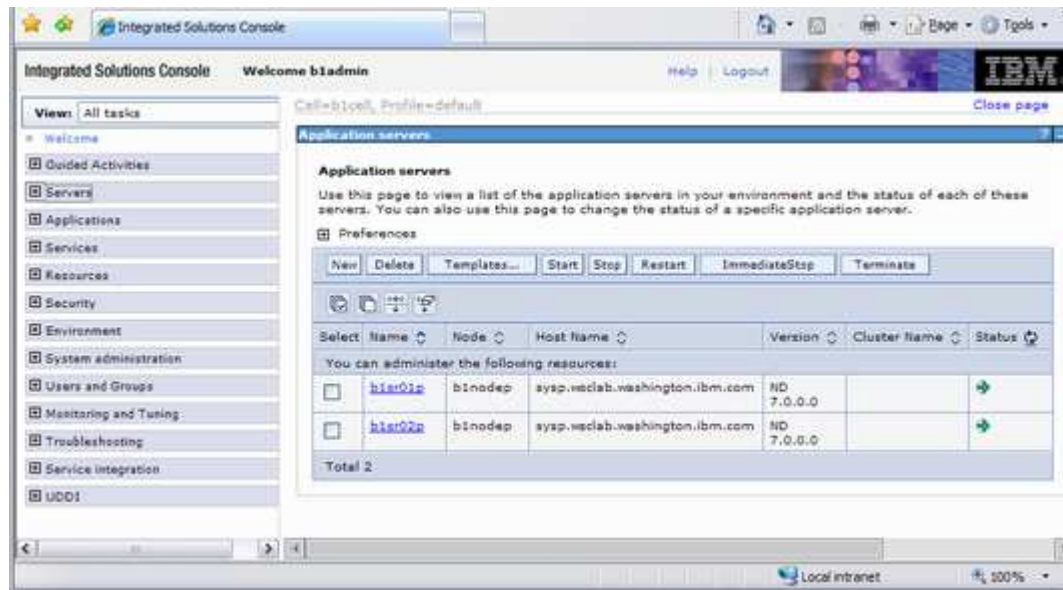 Integrated Solutions Console
Page
Tools
Integrated Solutions Console Welcome b1admin Help Logout IBM
View: All tasks
Welcome
Guided Activities
Servers
Applications
Services
Resources
Security
Environment
System administration
Users and Groups
Monitoring and Tuning
Troubleshooting
Service integration
UDDI
Cell=b1cell, Profile=default Close page
Application servers ? -
Application servers
Use this page to view a list of the application servers in your environment and the status of each of these
servers. You can also use this page to change the status of a specific application server.
Preferences
New Delete Templates... Start Stop Restart ImmediateStop Terminate
Select Name Node Host Name Version Cluster Name Status
You can administer the following resources:
b1sr01p b1nodep sysp.wsclab.washington.ibm.com ND
7.0.0.0
b1sr02p b1nodep sysp.wsclab.washington.ibm.com ND
7.0.0.0
Total 2
Local intranet 100%